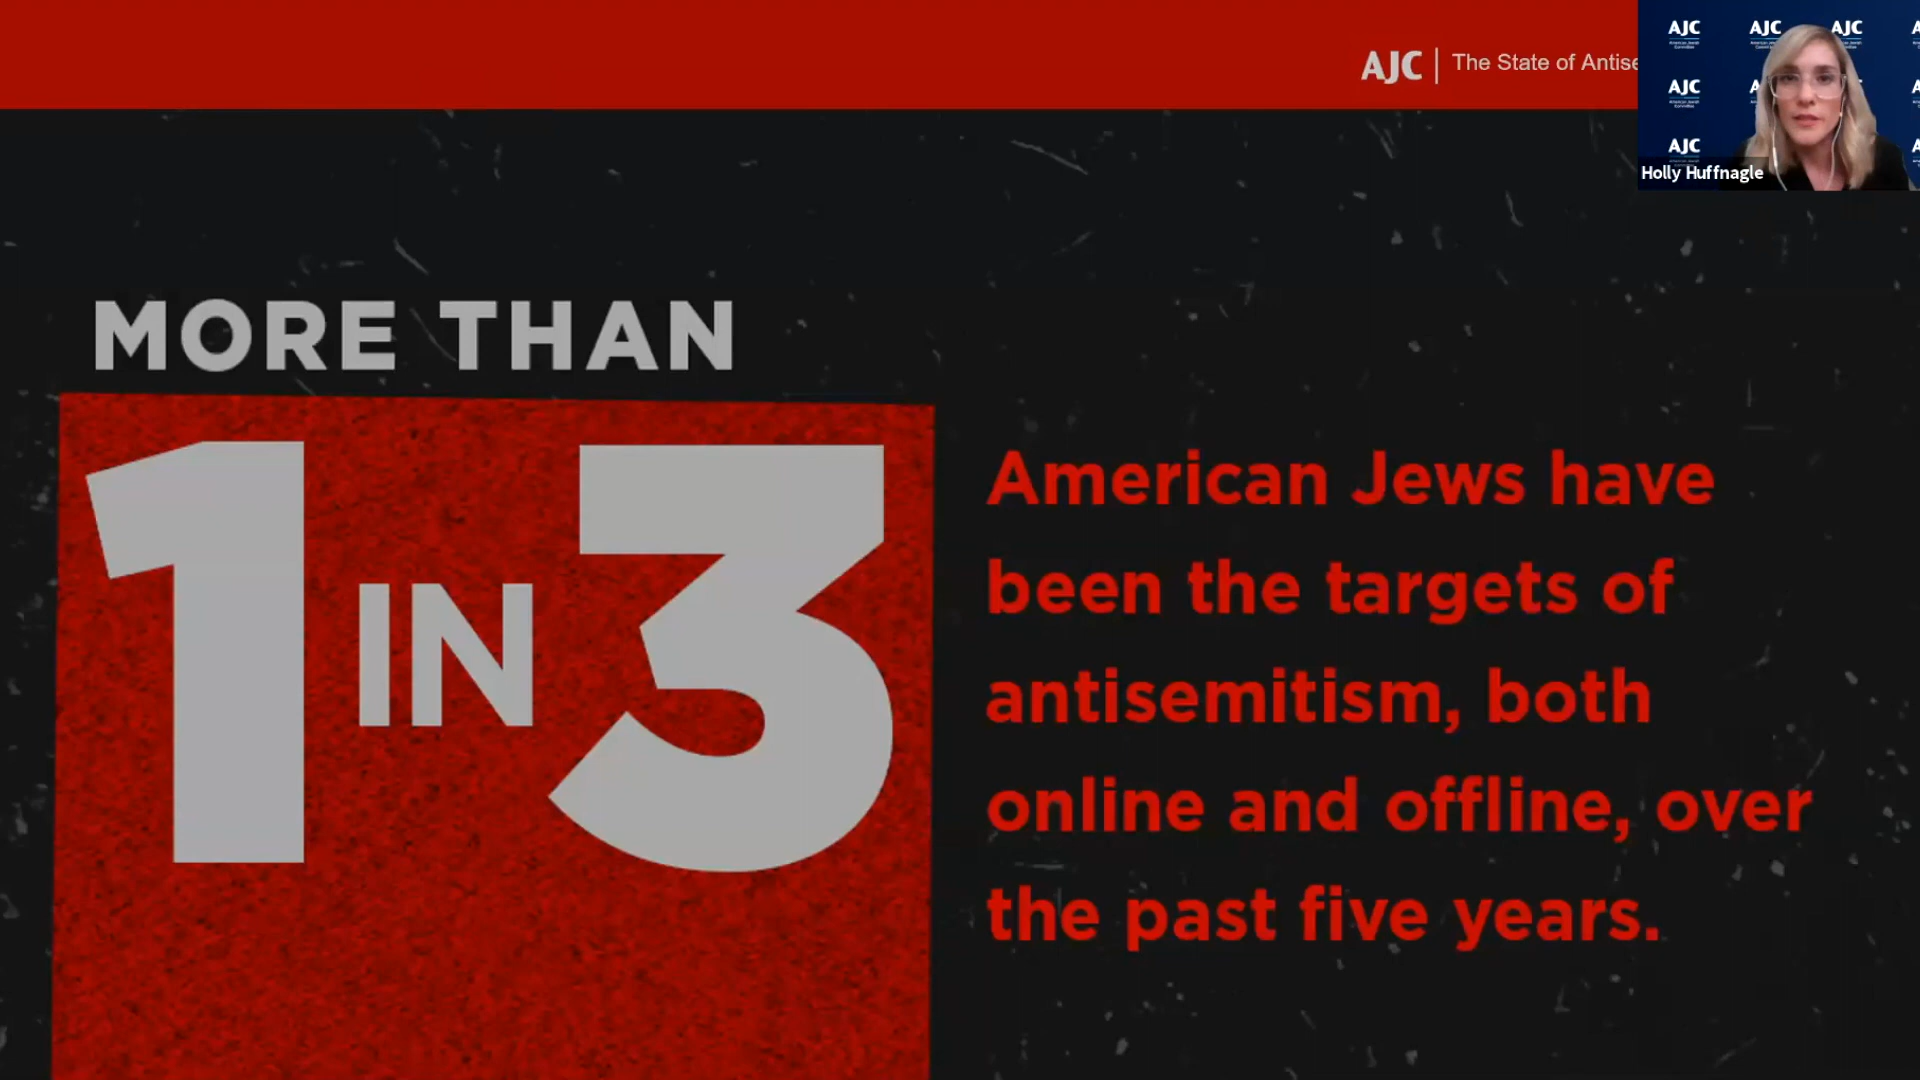 AJC | The State of Antise
AJC AJC AJC
AJC
AJC
Holly Huffnagle
MORE THAN
1 IN 3
American Jews have
been the targets of
antisemitism, both
online and offline, over
the past five years.